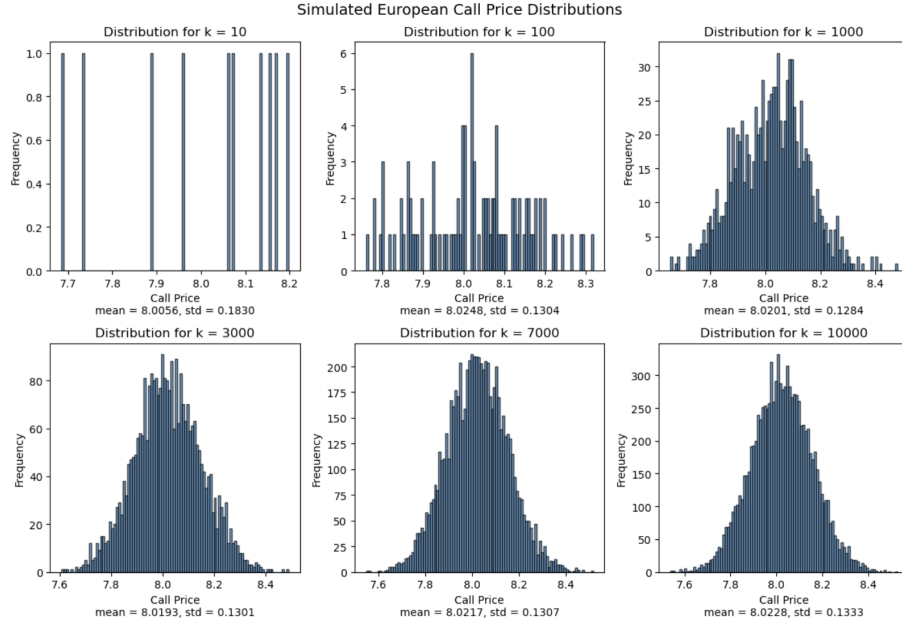 Simulated European Call Price Distributions
Distribution for k = 10
Frequency
1.0
0.8
0.6
0.4
0.2
0.0
7.7 7.8 7.9 8.0 8.1 8.2
Call Price
mean = 8.0056, std = 0.1830
Distribution for k = 100
Frequency
6
5
4
3
2
1
0
7.8 7.9 8.0 8.1 8.2 8.3
Call Price
mean = 8.0248, std = 0.1304
Distribution for k = 1000
Frequency
30
25
20
15
10
5
0
7.8 8.0 8.2 8.4
Call Price
mean = 8.0201, std = 0.1284
Distribution for k = 3000
Frequency
80
60
40
20
0
7.6 7.8 8.0 8.2 8.4
Call Price
mean = 8.0193, std = 0.1301
Distribution for k = 7000
Frequency
200
175
150
125
100
75
50
25
0
7.6 7.8 8.0 8.2 8.4
Call Price
mean = 8.0217, std = 0.1307
Distribution for k = 10000
Frequency
300
250
200
150
100
50
0
7.6 7.8 8.0 8.2 8.4
Call Price
mean = 8.0228, std = 0.1333